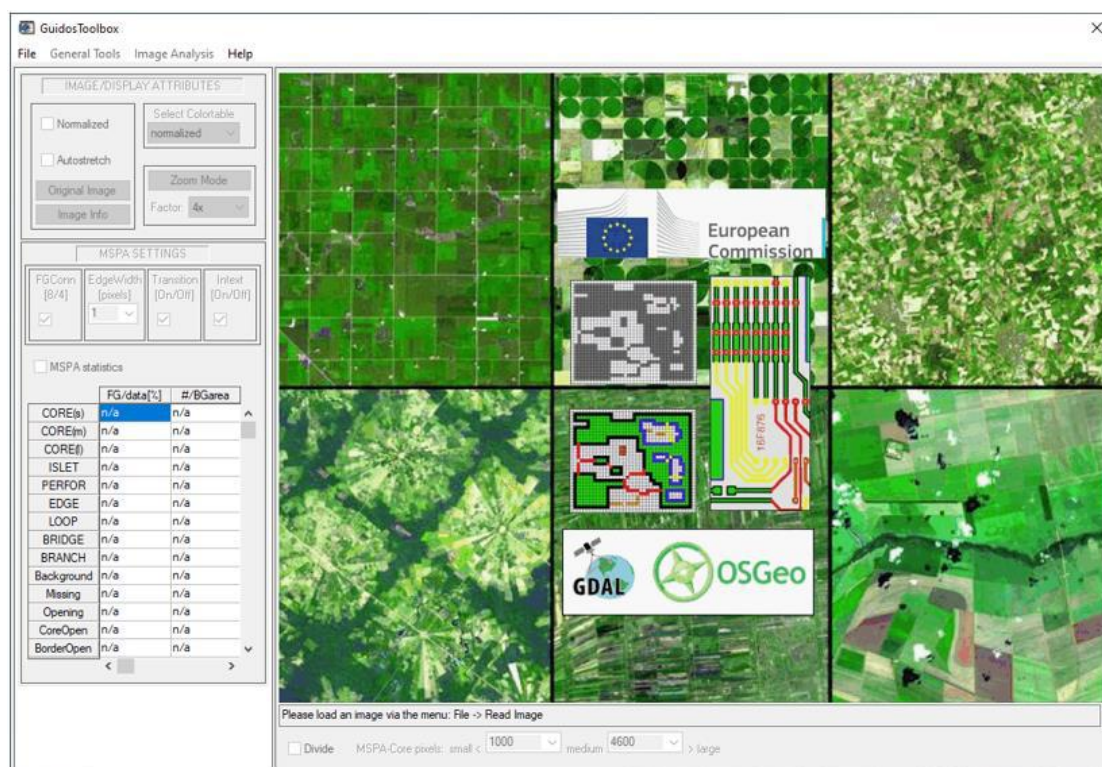 GuidosToolbox
File General Tools Image Analysis Help
IMAGE/DISPLAY ATTRIBUTES
Normalized
Select Colortable
normalized
Autostretch
Original Image
Zoom Mode
Image Info
Factor: 4x
MSPA SETTINGS
FGConn EdgeWidth Transition Intext
[8/4] [pixels] [On/Off] [On/Off]
1
MSPA statistics
FG/data[%] #/BGarea
CORE(s) n/a n/a
CORE(m) n/a n/a
CORE(l) n/a n/a
ISLET n/a n/a
PERFOR n/a n/a
EDGE n/a n/a
LOOP n/a n/a
BRIDGE n/a n/a
BRANCH n/a n/a
Background n/a n/a
Missing n/a n/a
Opening n/a n/a
CoreOpen n/a n/a
BorderOpen n/a n/a
European
Commission
16F876
GDAL
OSGeo
Please load an image via the menu: File -> Read Image
Divide MSPA-Core pixels: small < 1000 medium 4600 > large